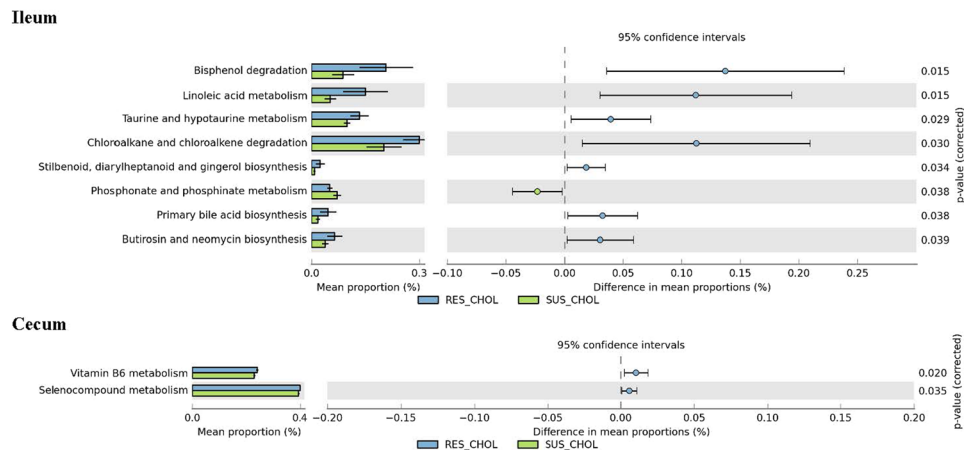 Ileum
95% confidence intervals
Bisphenol degradation
0.015
Linoleic acid metabolism
0.015
Taurine and hypotaurine metabolism
0.029
Chloroalkane and chloroalkene degradation
0.030
Stilbenoid, diarylheptanoid and gingerol biosynthesis
0.034
Phosphonate and phosphinate metabolism
0.038
Primary bile acid biosynthesis
0.038
Butirosin and neomycin biosynthesis
0.039
p-value (corrected)
0.0 0.3
−0.10 −0.05 0.00 0.05 0.10 0.15 0.20 0.25
Mean proportion (%)
Difference in mean proportions (%)
RES_CHOL SUS_CHOL
Cecum
95% confidence intervals
Vitamin B6 metabolism
0.020
Selenocompound metabolism
0.035
p-value (corrected)
0.0 0.4
−0.20 −0.15 −0.10 −0.05 0.00 0.05 0.10 0.15 0.20
Mean proportion (%)
Difference in mean proportions (%)
RES_CHOL SUS_CHOL